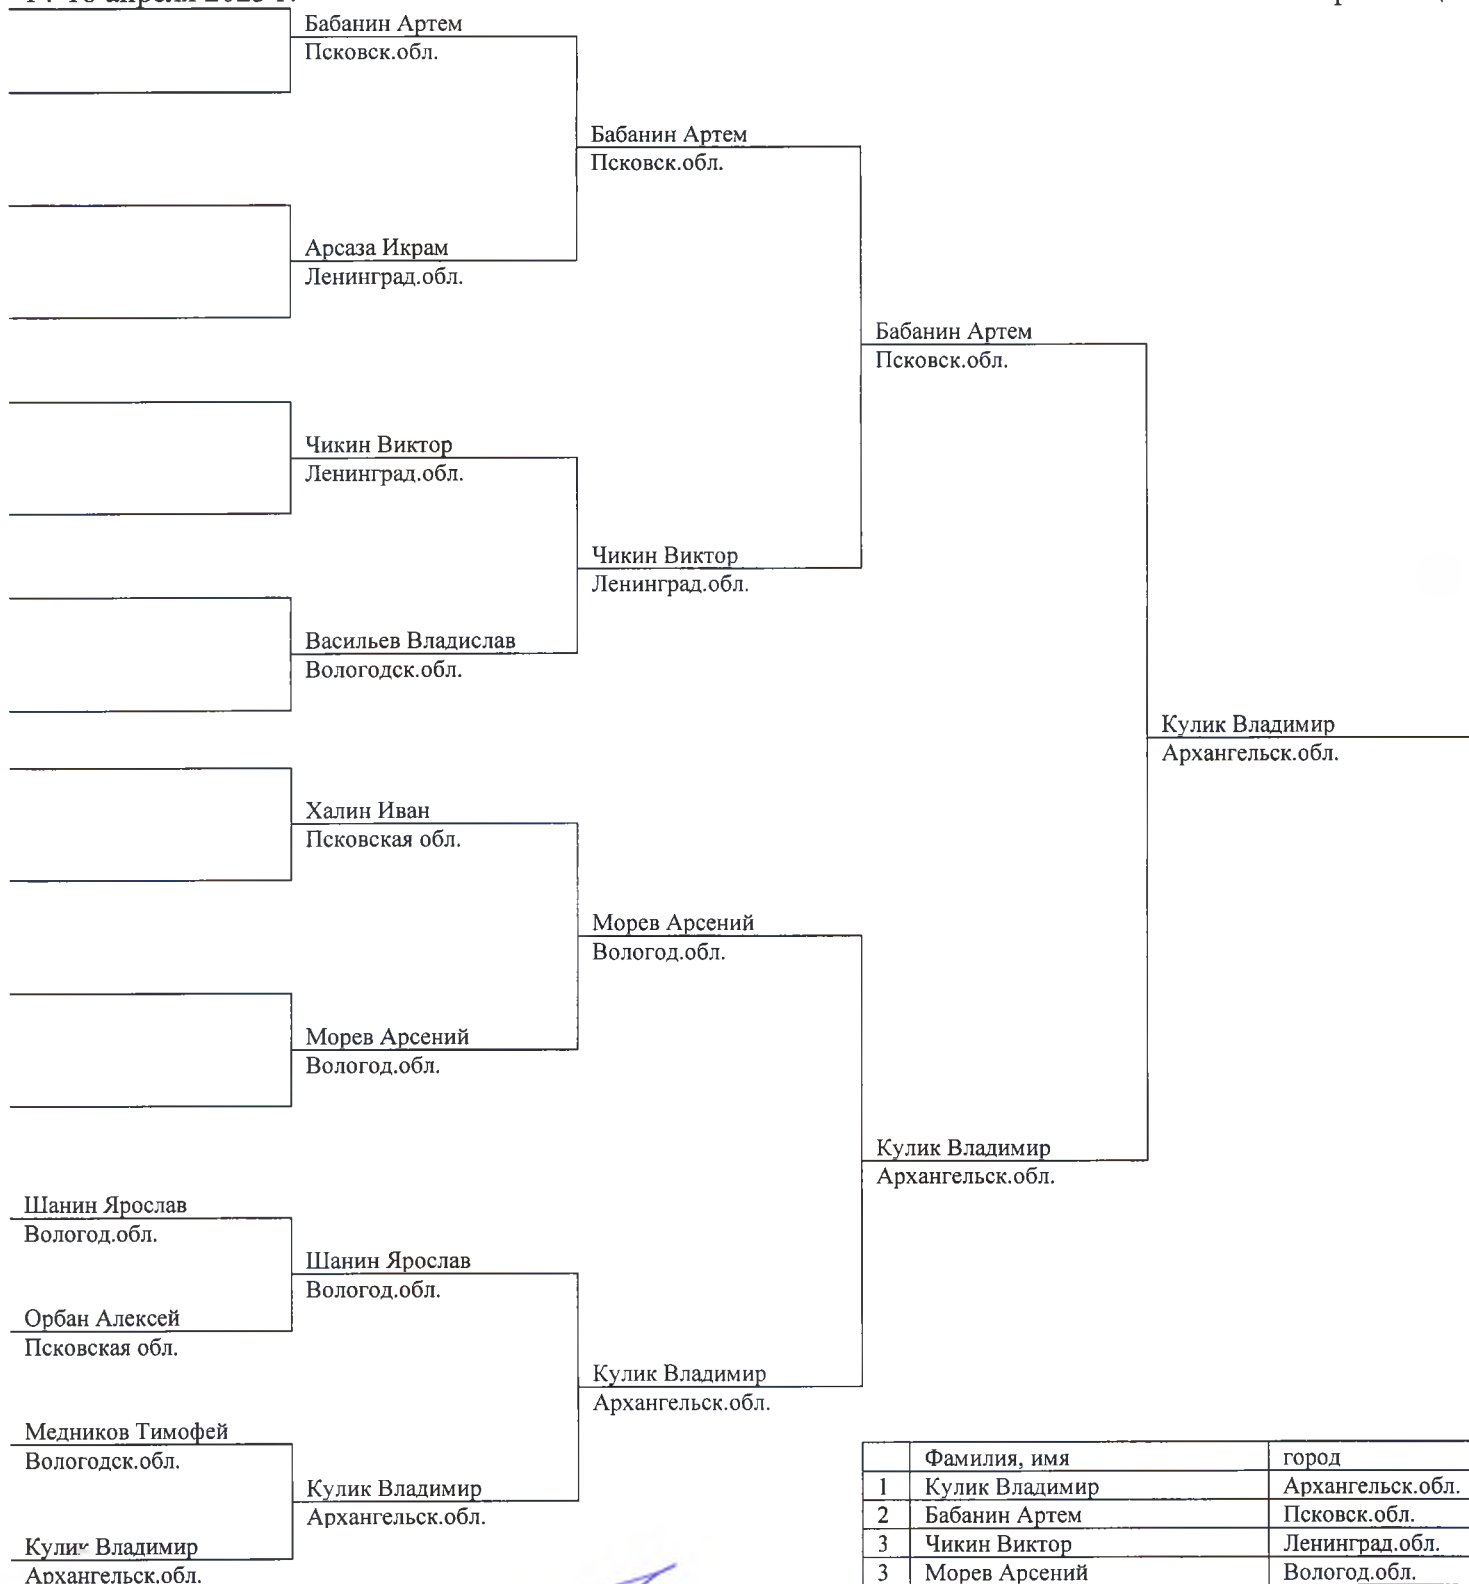 Бабанин Артем
Псковск.обл.
Бабанин Артем
Псковск.обл.
Арсаза Икрам
Ленинград.обл.
Бабанин Артем
Псковск.обл.
Чикин Виктор
Ленинград.обл.
Чикин Виктор
Ленинград.обл.
Васильев Владислав
Вологодск.обл.
Кулик Владимир
Архангельск.обл.
Халин Иван
Псковская обл.
Морев Арсений
Вологод.обл.
Морев Арсений
Вологод.обл.
Кулик Владимир
Архангельск.обл.
Шанин Ярослав
Вологод.обл.
Шанин Ярослав
Вологод.обл.
Орбан Алексей
Псковская обл.
Кулик Владимир
Архангельск.обл.
Медников Тимофей
Вологодск.обл.
Кулик Владимир
Архангельск.обл.
Кулик Владимир
Архангельск.обл.
Фамилия, имя город
1 Кулик Владимир Архангельск.обл.
2 Бабанин Артем Псковск.обл.
3 Чикин Виктор Ленинград.обл.
3 Морев Арсений Вологод.обл.